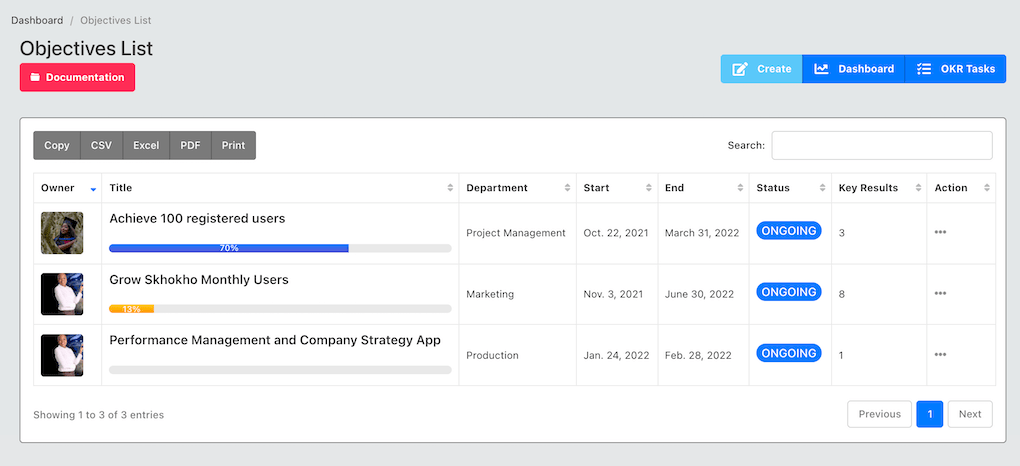 Dashboard / Objectives List
Objectives List
Documentation
Create Dashboard OKR Tasks
Copy CSV Excel PDF Print Search:
Owner Title Department Start End Status Key Results Action
Achieve 100 registered users
70%
Project Management Oct. 22, 2021 March 31, 2022 ONGOING 3
Grow Skhokho Monthly Users
13%
Marketing Nov. 3, 2021 June 30, 2022 ONGOING 8
Performance Management and Company Strategy App
Production Jan. 24, 2022 Feb. 28, 2022 ONGOING 1
Showing 1 to 3 of 3 entries Previous 1 Next